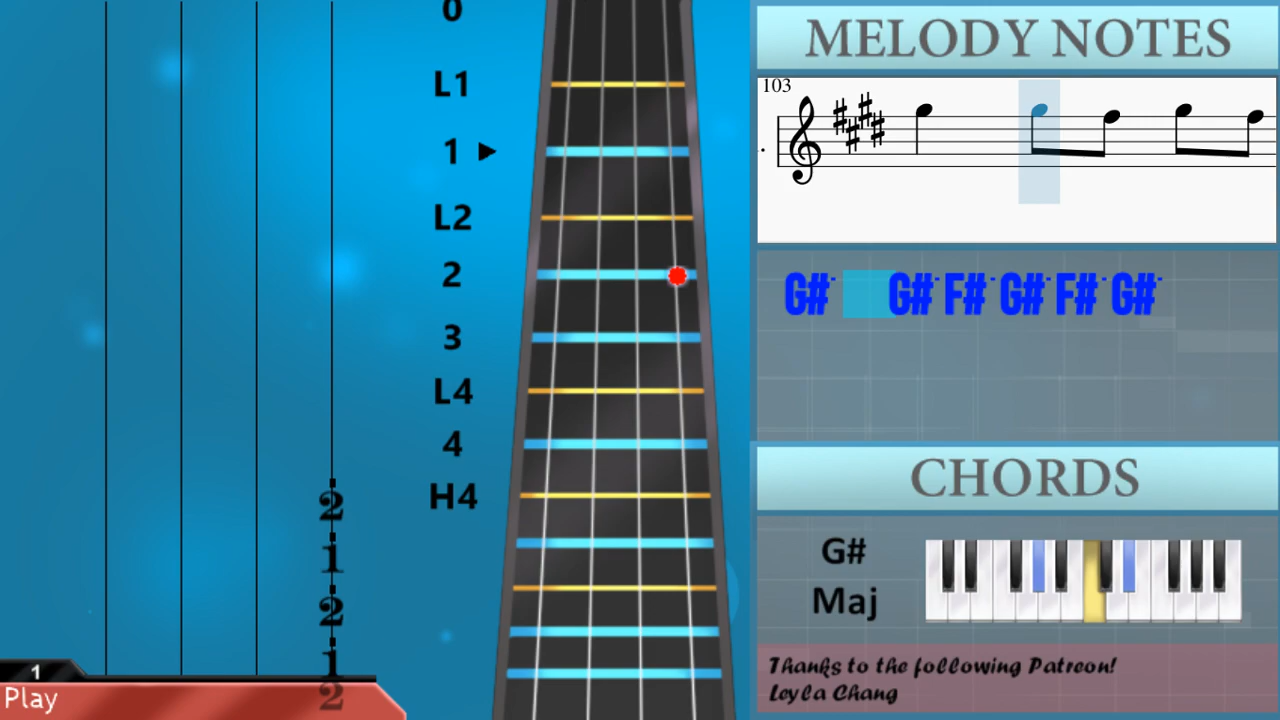 0
L1
1
L2
2
3
L4
4
H4
2
1
2
1
2
1
Play
MELODY NOTES
103
G# G# F# G# F# G#
CHORDS
G#
Maj
Thanks to the following Patreon!
Leyla Chang